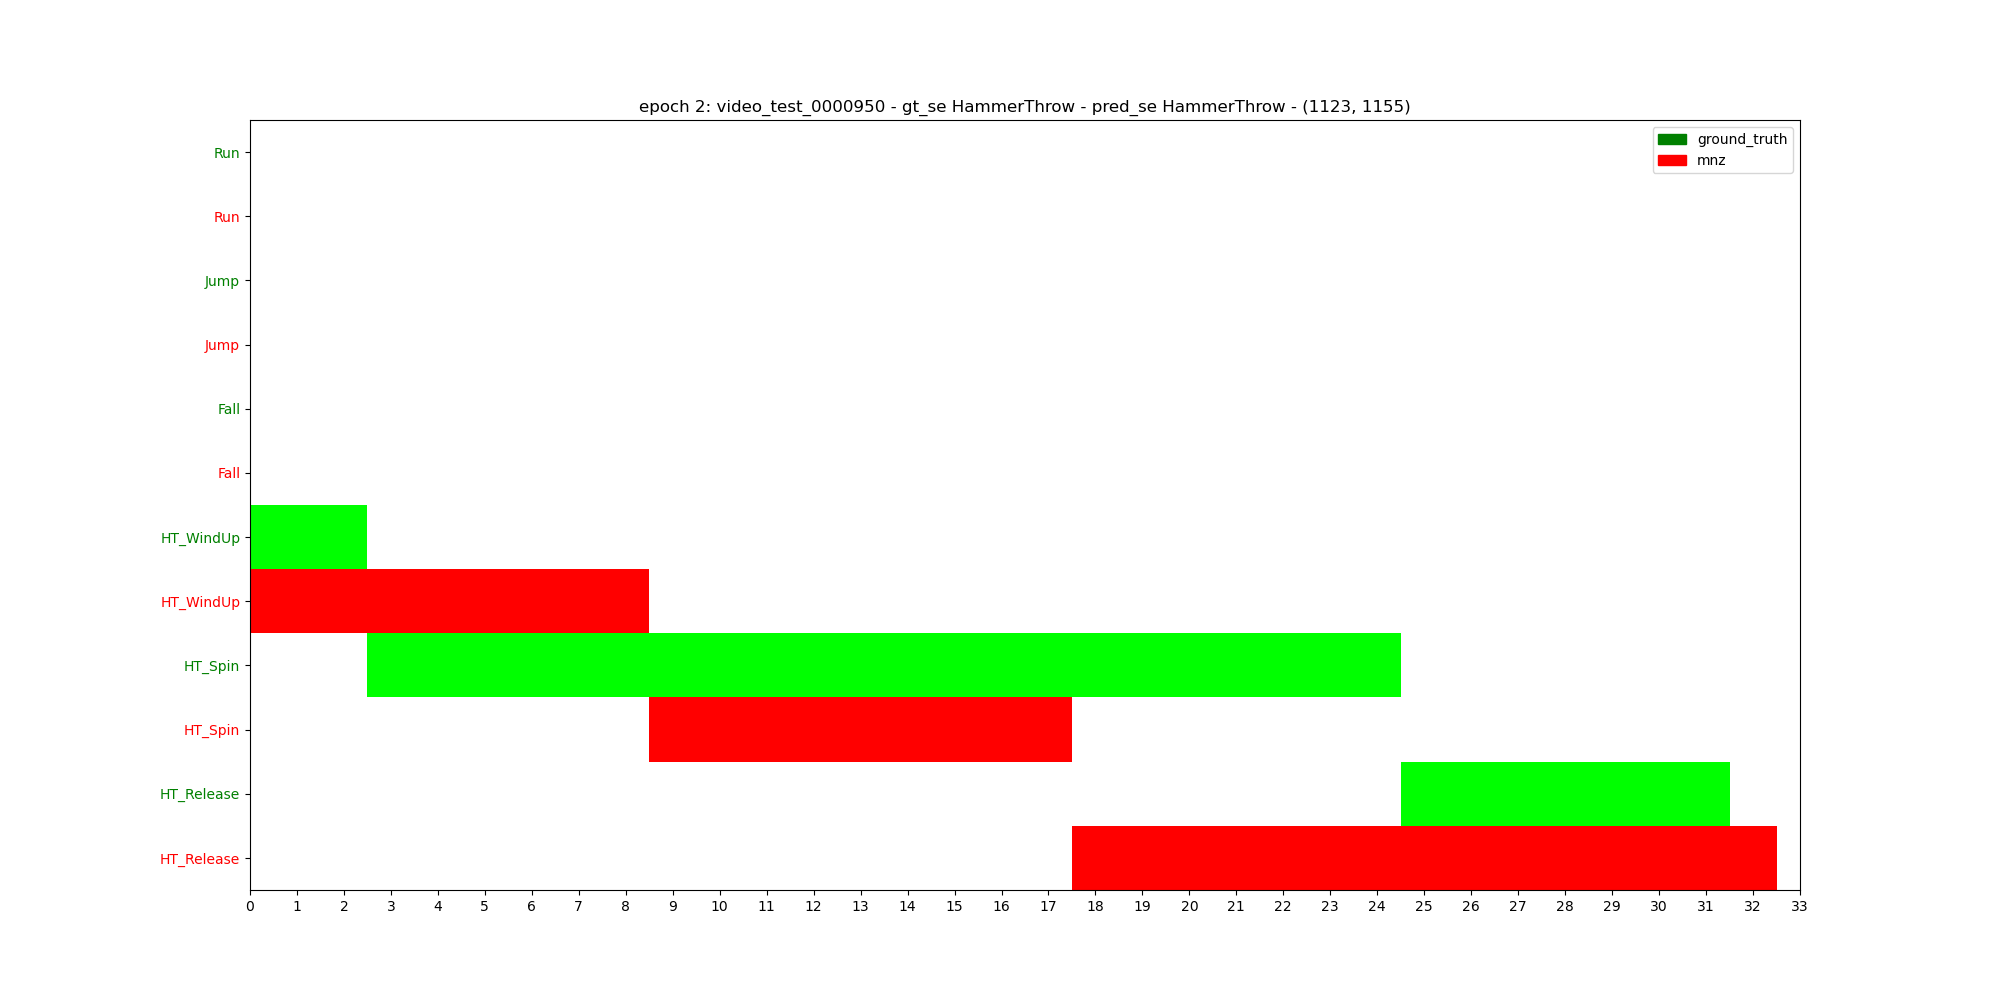 epoch 2: video_test_0000950 - gt_se HammerThrow - pred_se HammerThrow - (1123, 1155)
ground_truth
mnz
Run
Run
Jump
Jump
Fall
Fall
HT_WindUp
HT_WindUp
HT_Spin
HT_Spin
HT_Release
HT_Release
0 1 2 3 4 5 6 7 8 9 10 11 12 13 14 15 16 17 18 19 20 21 22 23 24 25 26 27 28 29 30 31 32 33